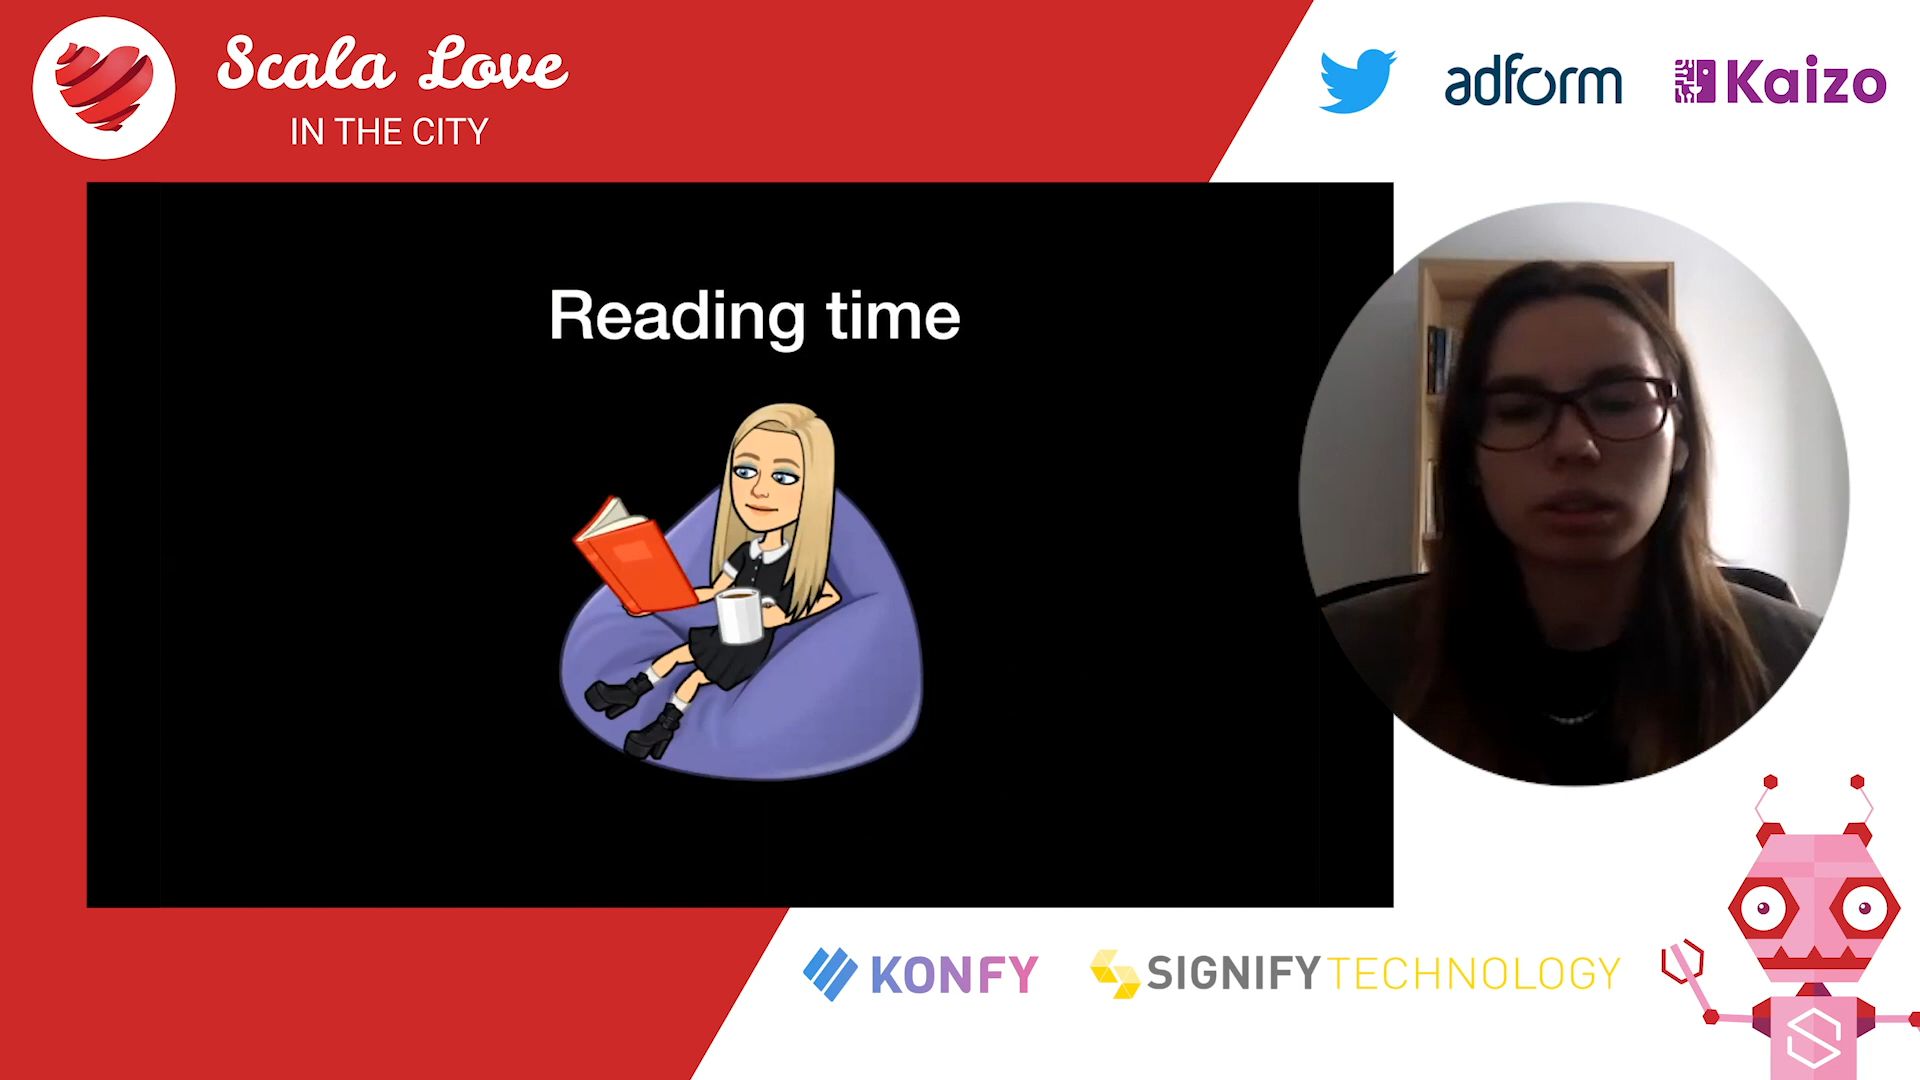 Scala Love
IN THE CITY
adform
Kaizo
Reading time
KONFY
SIGNIFY TECHNOLOGY